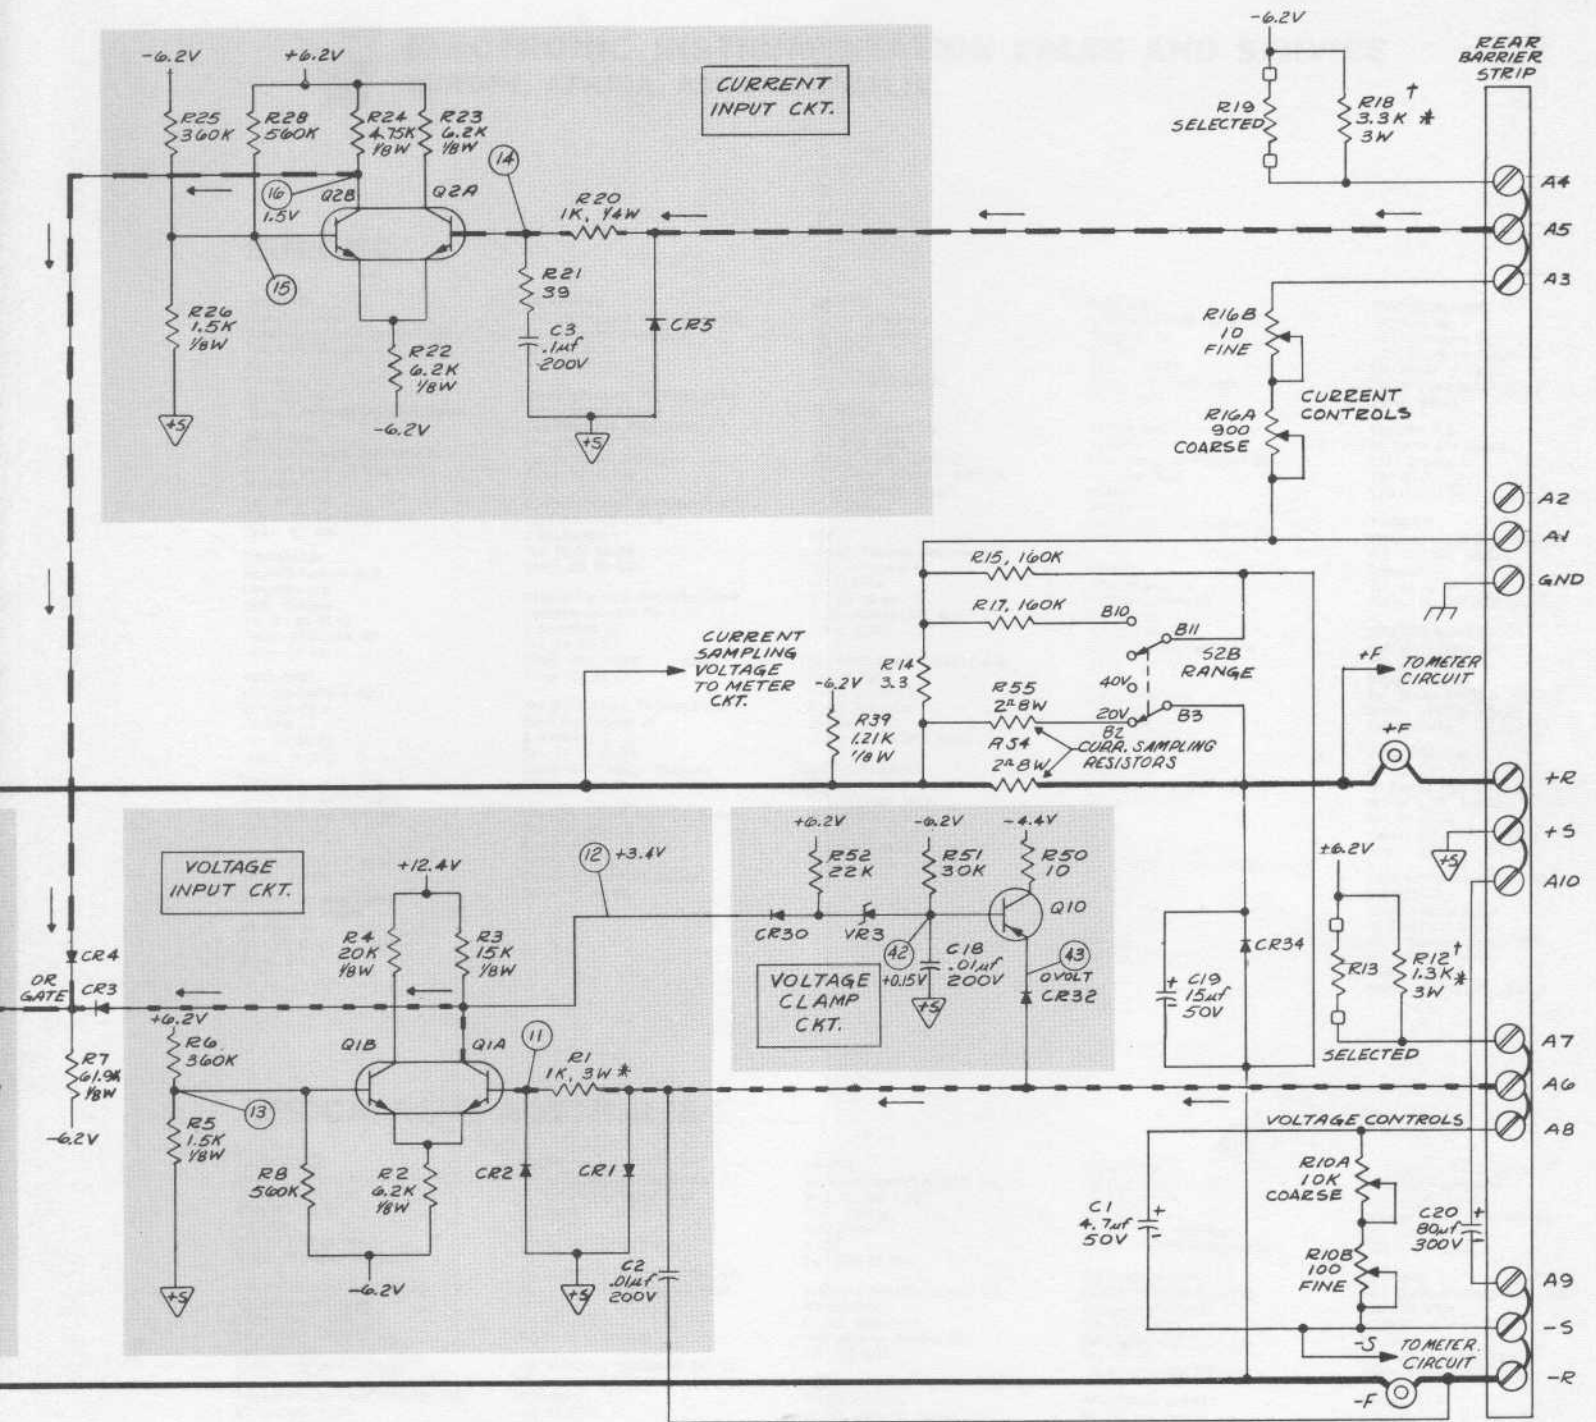 -6.2V
+6.2V
R25
360K
R28
560K
R24
4.75K
1/8W
R23
6.2K
1/8W
CURRENT
INPUT CKT.
14
16
1.5V
Q2B
Q2A
R20
1K, 1/4W
15
R21
39
C3
.1µf
200V
CR5
R26
1.5K
1/8W
R22
6.2K
1/8W
-6.2V
+S
+S
-6.2V
R19
SELECTED
R18 †
3.3K *
3W
REAR
BARRIER
STRIP
A4
A5
A3
R16B
10
FINE
R16A
900
COARSE
CURRENT
CONTROLS
A2
A1
GND
R15, 160K
R17, 160K
B10
B11
S2B
RANGE
40V
20V
B2
B3
R14
3.3
R55
2Ω 8W
R54
2Ω 8W
CURR. SAMPLING
RESISTORS
CURRENT
SAMPLING
VOLTAGE
TO METER
CKT.
-6.2V
R39
1.21K
1/8W
+F
TO METER
CIRCUIT
+F
+R
+S
+S
A10
VOLTAGE
INPUT CKT.
+12.4V
12
+3.4V
R4
20K
1/8W
R3
15K
1/8W
CR4
OR
GATE
CR3
+6.2V
R6
360K
R7
61.9K
1/8W
-6.2V
Q1B
Q1A
11
R1
1K, 3W *
13
R5
1.5K
1/8W
R8
560K
R2
6.2K
1/8W
CR2
CR1
-6.2V
+S
+S
C2
.01µf
200V
+6.2V
-6.2V
-4.4V
R52
22K
R51
30K
R50
10
Q10
CR30
VR3
42
+0.15V
C18
.01µf
200V
43
0VOLT
CR32
VOLTAGE
CLAMP
CKT.
+S
C19
15µf
50V
CR34
+6.2V
R13
R12 †
1.3K *
3W
SELECTED
A7
A6
A8
VOLTAGE CONTROLS
R10A
10K
COARSE
R10B
100
FINE
C1
4.7µf
50V
C20
80µf
300V
A9
-S
-S
TO METER
CIRCUIT
-F
-R